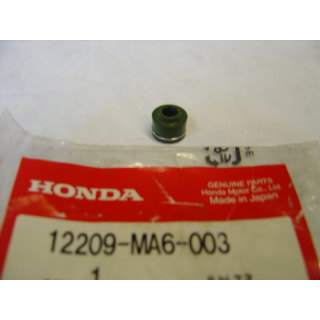 HONDA
GENUINE PARTS
Honda Motor Co., Ltd.
Made in Japan
12209-MA6-003
1